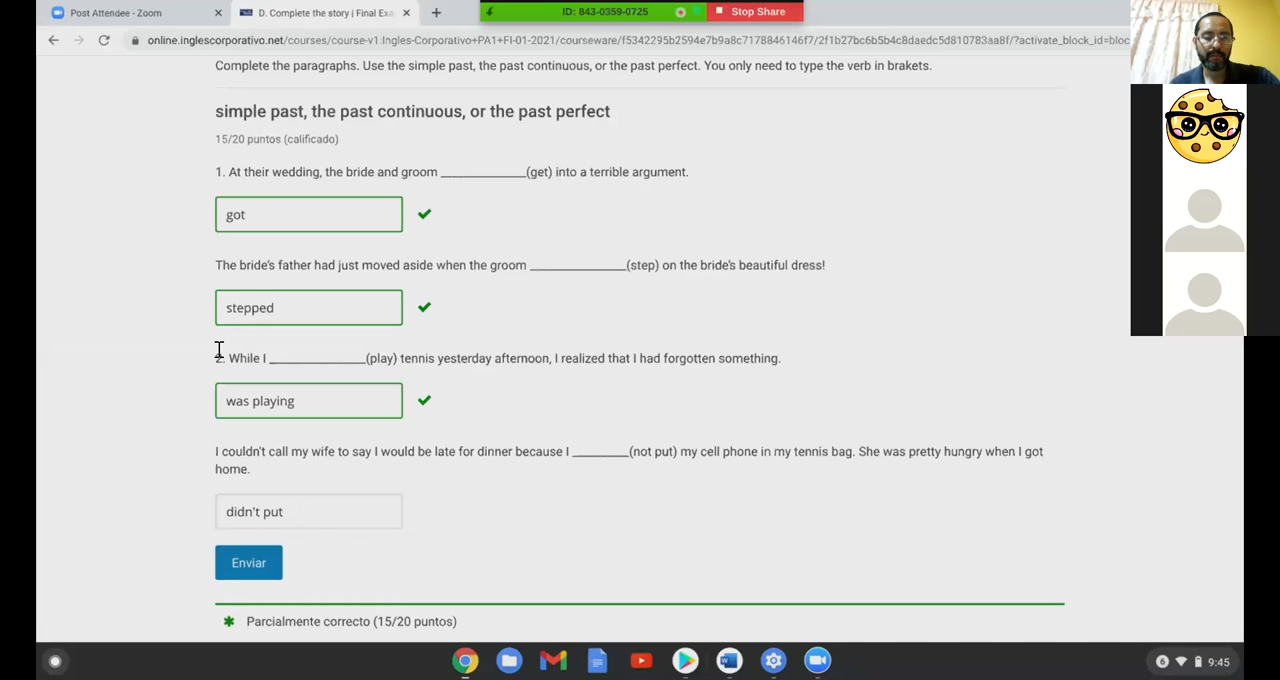 Post Attendee - Zoom
D. Complete the story | Final Exa
ID: 843-0359-0725
Stop Share
online.inglescorporativo.net/courses/course-v1:Ingles-Corporativo+PA1+FI-01-2021/courseware/f5342295b2594e7b9a8c7178846146f7/2f1b27bc6b5b4c8daedc5d810783aa8f/?activate_block_id=bloc
Complete the paragraphs. Use the simple past, the past continuous, or the past perfect. You only need to type the verb in brakets.
simple past, the past continuous, or the past perfect
15/20 puntos (calificado)
1. At their wedding, the bride and groom _____________(get) into a terrible argument.
got
The bride's father had just moved aside when the groom _______________(step) on the bride's beautiful dress!
stepped
2. While I _______________(play) tennis yesterday afternoon, I realized that I had forgotten something.
was playing
I couldn't call my wife to say I would be late for dinner because I _________(not put) my cell phone in my tennis bag. She was pretty hungry when I got
home.
didn't put
Enviar
Parcialmente correcto (15/20 puntos)
6
9:45